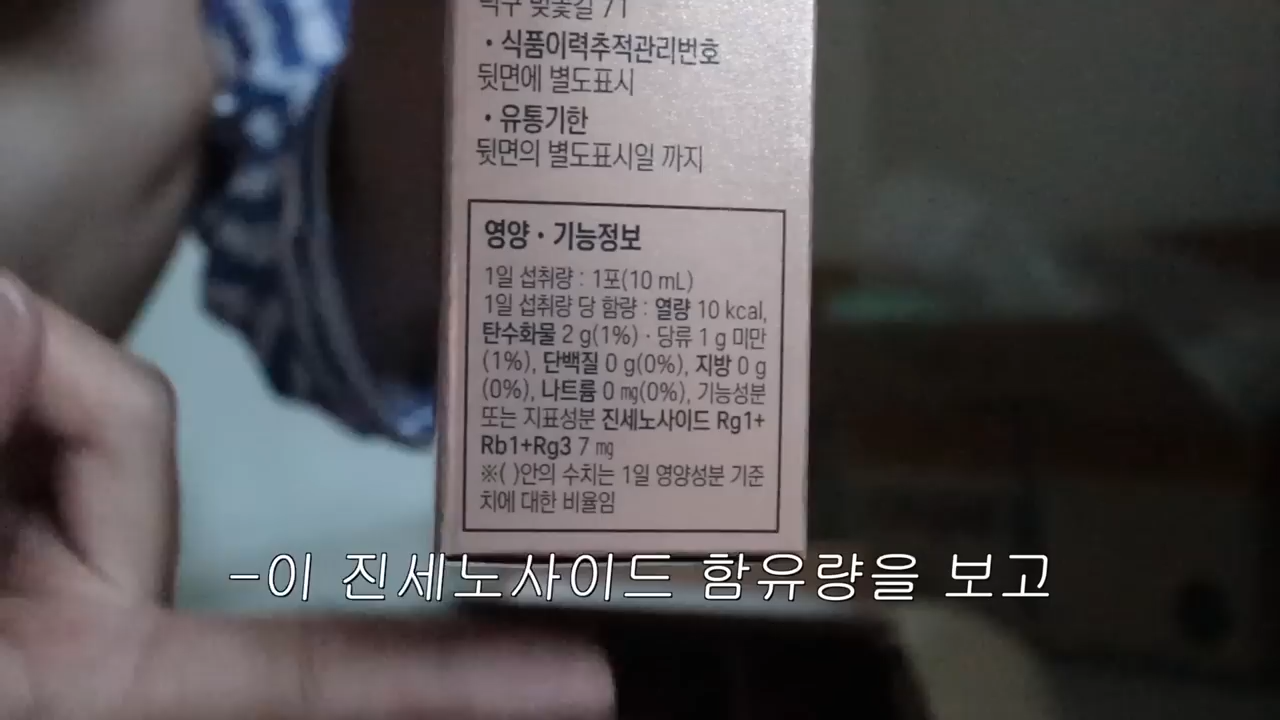 덕구 벚꽃길 71
· 식품이력추적관리번호
뒷면에 별도표시
· 유통기한
뒷면의 별도표시일 까지
영양 · 기능정보
1일 섭취량 : 1포(10 mL)
1일 섭취량 당 함량 : 열량 10 kcal,
탄수화물 2 g(1%) · 당류 1 g 미만
(1%), 단백질 0 g(0%), 지방 0 g
(0%), 나트륨 0 mg(0%), 기능성분
또는 지표성분 진세노사이드 Rg1+
Rb1+Rg3 7 mg
※( )안의 수치는 1일 영양성분 기준
치에 대한 비율임
-이 진세노사이드 함유량을 보고